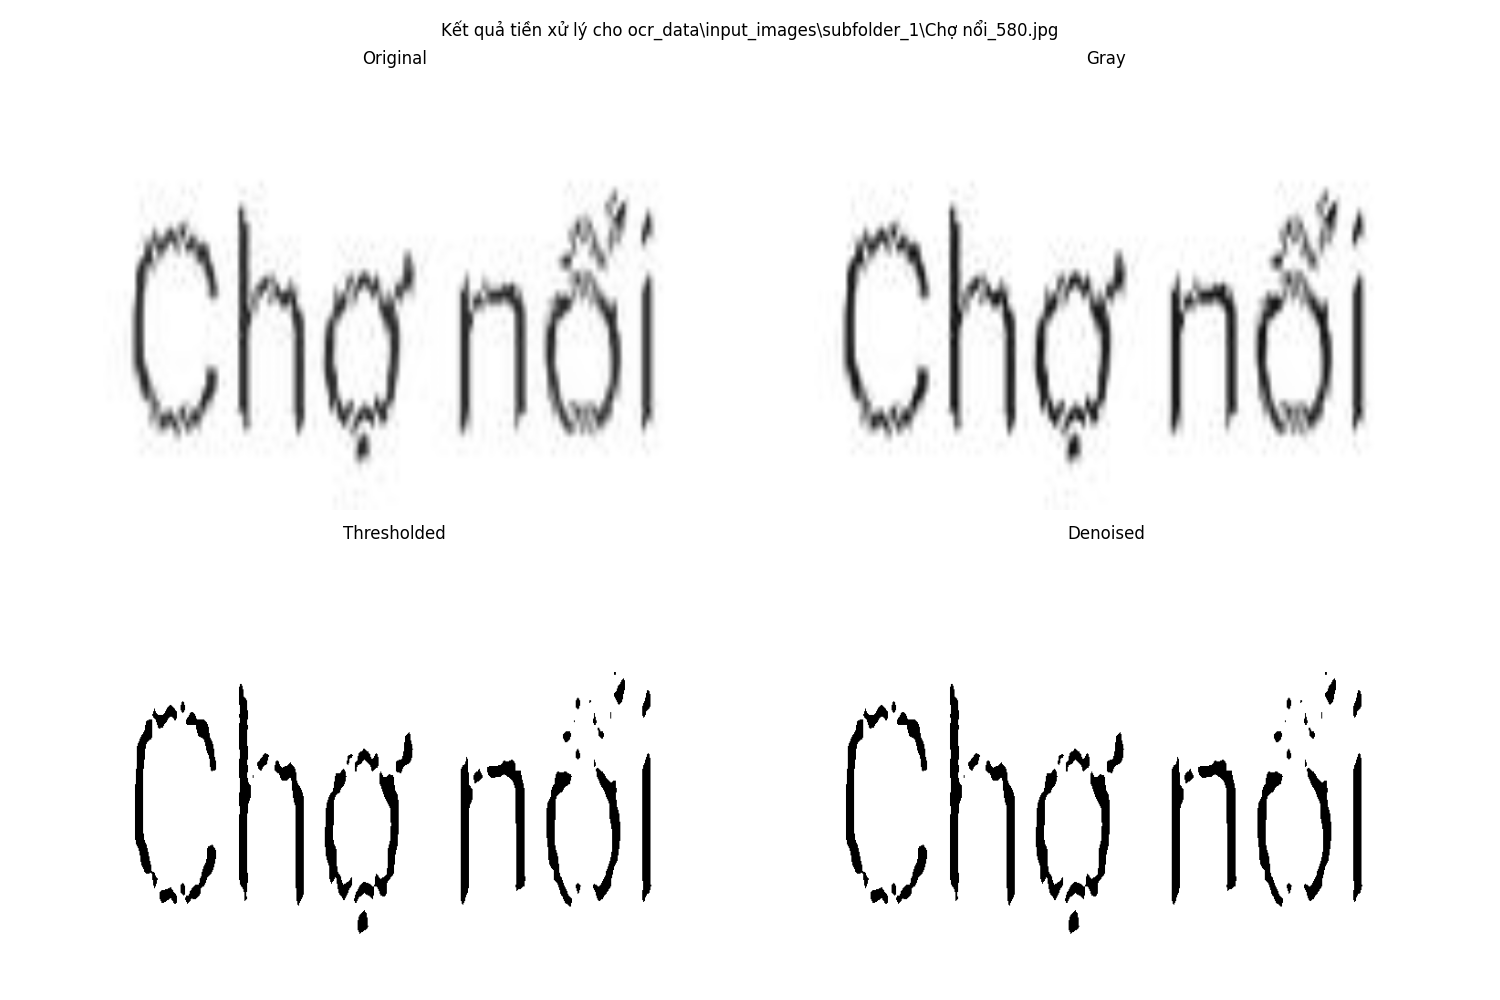 Kết quả tiền xử lý cho ocr_data\input_images\subfolder_1\Chợ nổi_580.jpg
Original
Gray
Chợ nổi
Chợ nổi
Thresholded
Denoised
Chợ nổi
Chợ nổi